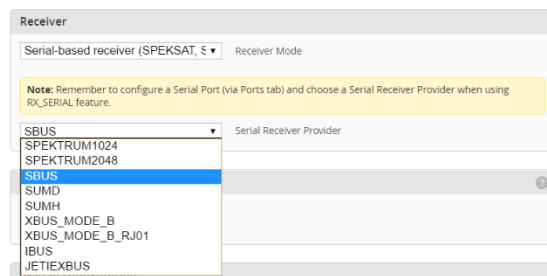 Receiver
Serial-based receiver (SPEKSAT, S
Receiver Mode
Note: Remember to configure a Serial Port (via Ports tab) and choose a Serial Receiver Provider when using
RX_SERIAL feature.
SBUS
Serial Receiver Provider
SPEKTRUM1024
SPEKTRUM2048
SBUS
SUMD
SUMH
XBUS_MODE_B
XBUS_MODE_B_RJ01
IBUS
JETIEXBUS